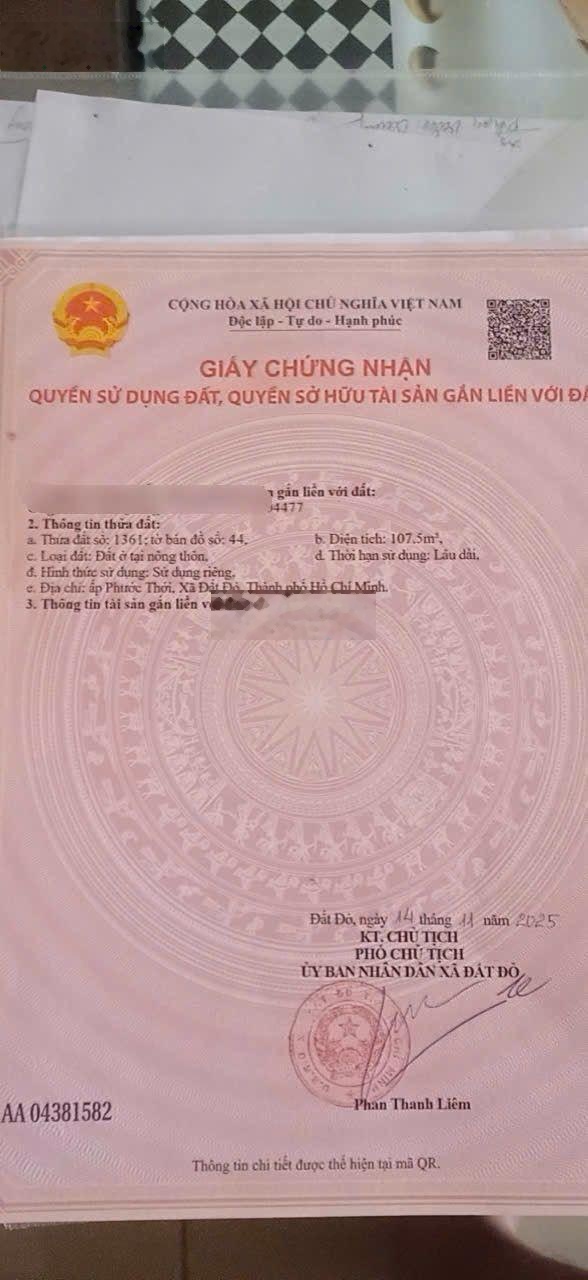 CỘNG HÒA XÃ HỘI CHỦ NGHĨA VIỆT NAM
Độc lập - Tự do - Hạnh phúc
GIẤY CHỨNG NHẬN
QUYỀN SỬ DỤNG ĐẤT, QUYỀN SỞ HỮU TÀI SẢN GẮN LIỀN VỚI
gắn liền với đất:
4477
2. Thông tin thửa đất:
a. Thửa đất số: 1361; tờ bản đồ số: 44, b. Diện tích: 107.5m²,
c. Loại đất: Đất ở tại nông thôn, d. Thời hạn sử dụng: Lâu dài,
đ. Hình thức sử dụng: Sử dụng riêng,
e. Địa chỉ: ấp Phước Thới, Xã Đất Đỏ, Thành phố Hồ Chí Minh.
3. Thông tin tài sản gắn liền
Đất Đỏ, ngày 14 tháng 11 năm 2025
KT. CHỦ TỊCH
PHÓ CHỦ TỊCH
ỦY BAN NHÂN DÂN XÃ ĐẤT ĐỎ
Phan Thanh Liêm
AA 04381582
Thông tin chi tiết được thể hiện tại mã QR.